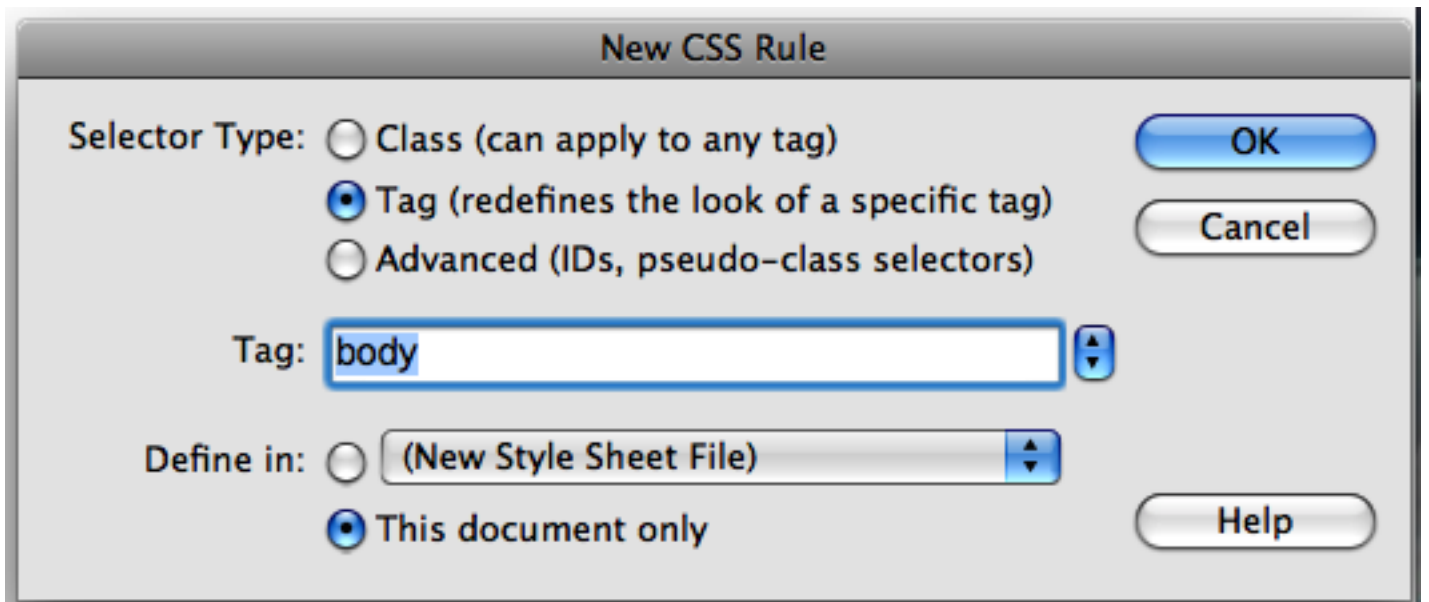 New CSS Rule
Selector Type: Class (can apply to any tag)
Tag (redefines the look of a specific tag)
Advanced (IDs, pseudo-class selectors)
OK
Cancel
Tag: body
Define in: (New Style Sheet File)
This document only
Help